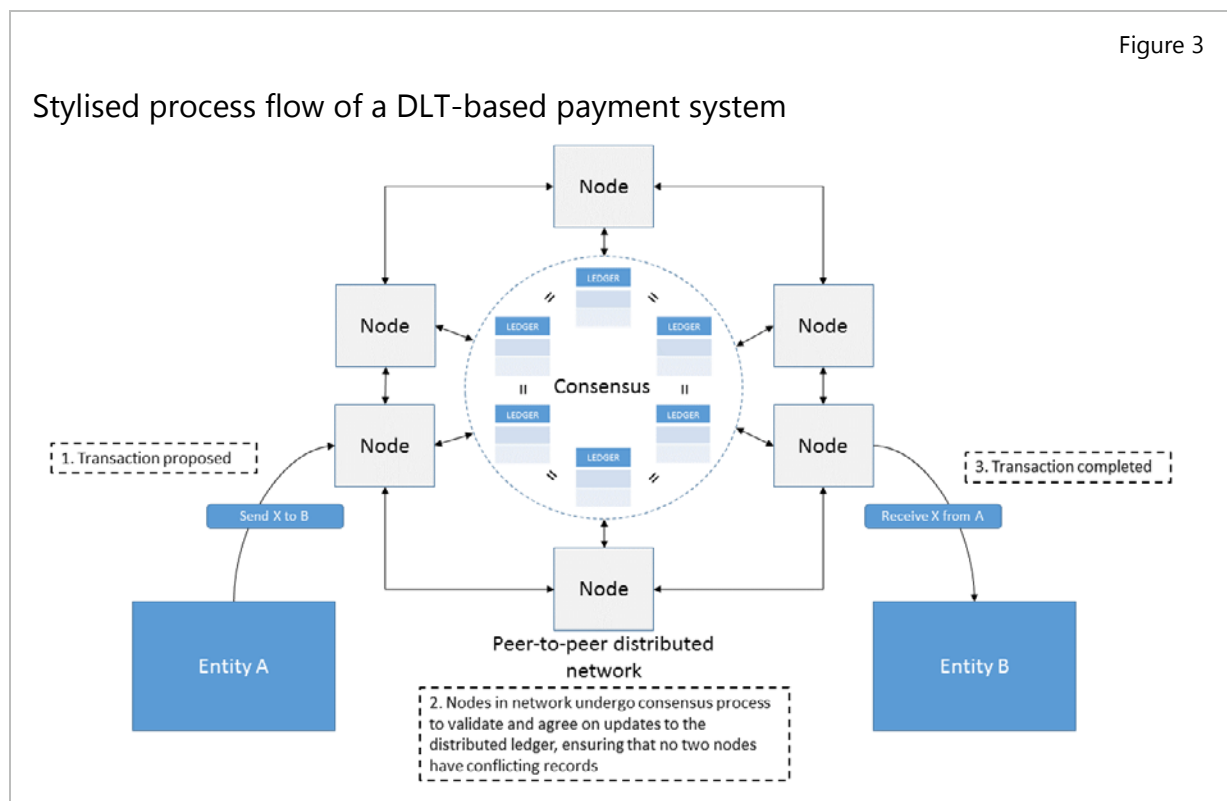 Figure 3
Stylised process flow of a DLT-based payment system
Node
LEDGER
=
=
Node
LEDGER
LEDGER
Node
=
Consensus
=
Node
LEDGER
LEDGER
Node
1. Transaction proposed
LEDGER
=
=
3. Transaction completed
Send X to B
Receive X from A
Node
Entity A
Peer-to-peer distributed
network
Entity B
2. Nodes in network undergo consensus process
to validate and agree on updates to the
distributed ledger, ensuring that no two nodes
have conflicting records